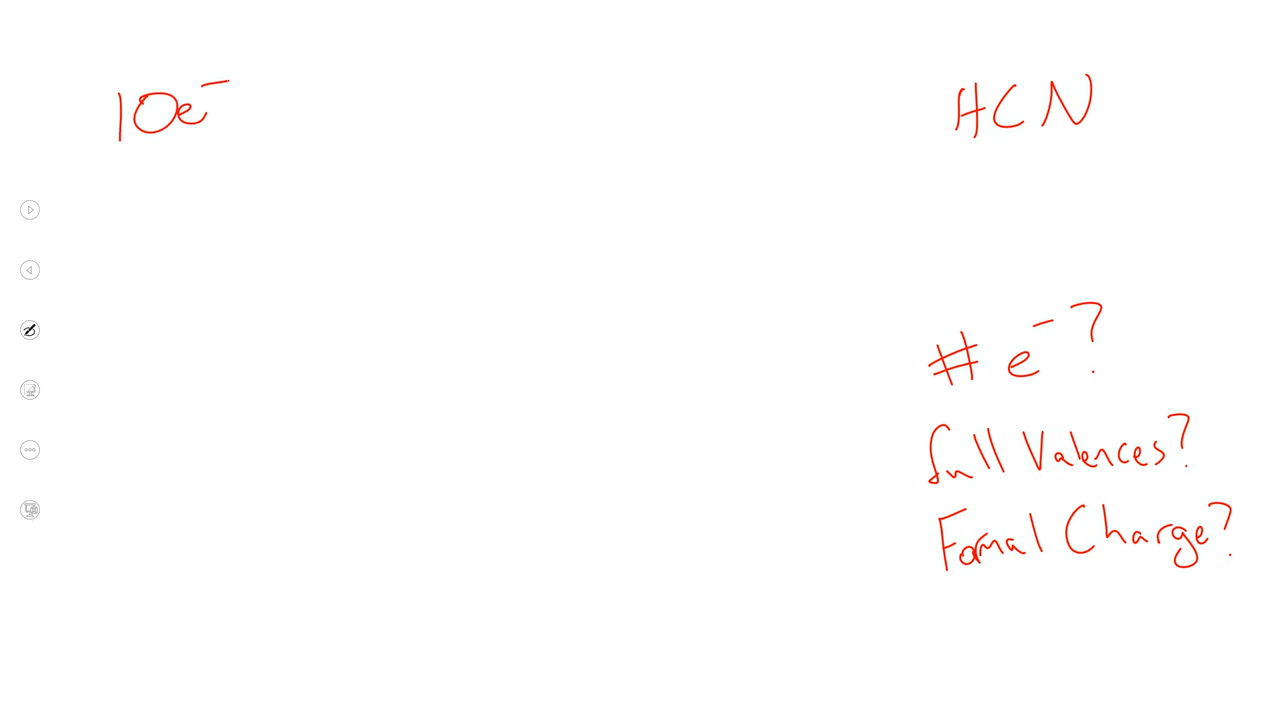 10e⁻
HCN
# e⁻ ?
full Valences?
Formal Charge?